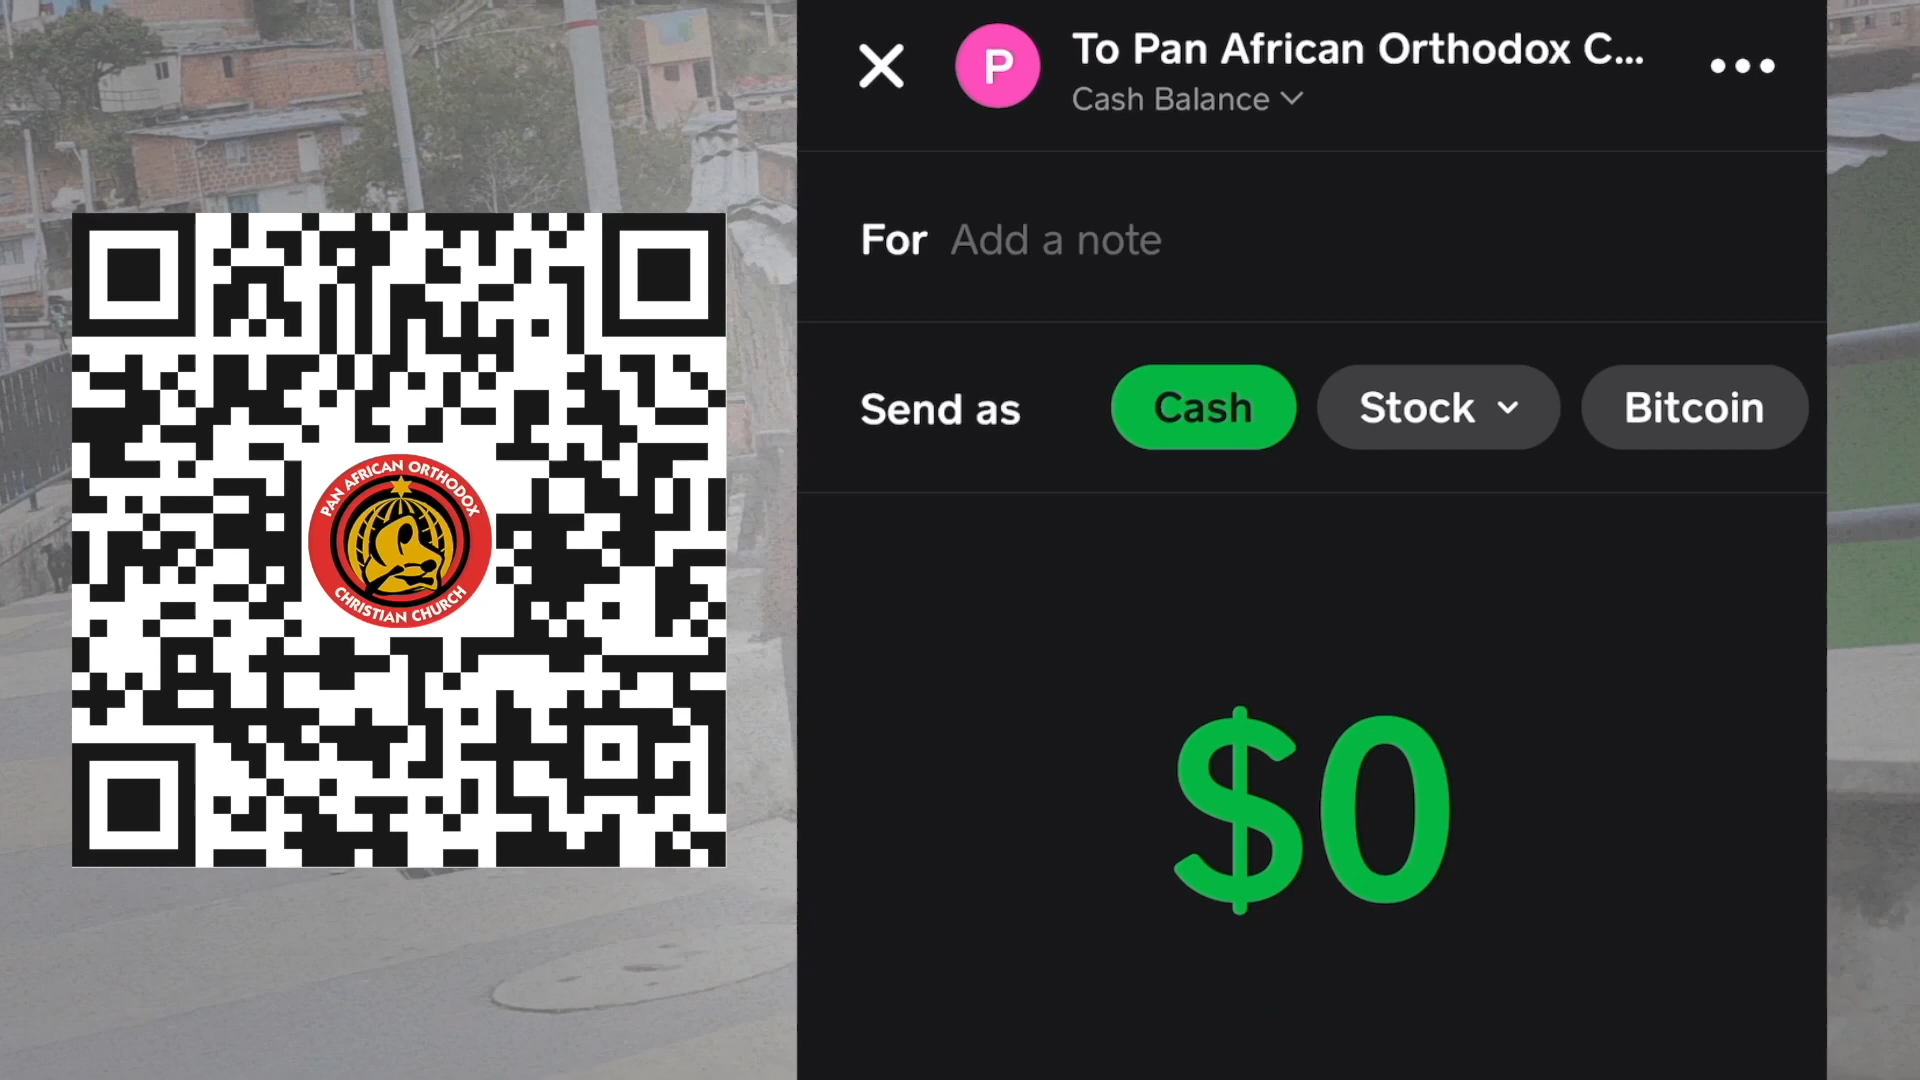 PAN AFRICAN ORTHODOX
CHRISTIAN CHURCH
P
To Pan African Orthodox C...
Cash Balance
For Add a note
Send as Cash Stock Bitcoin
$0